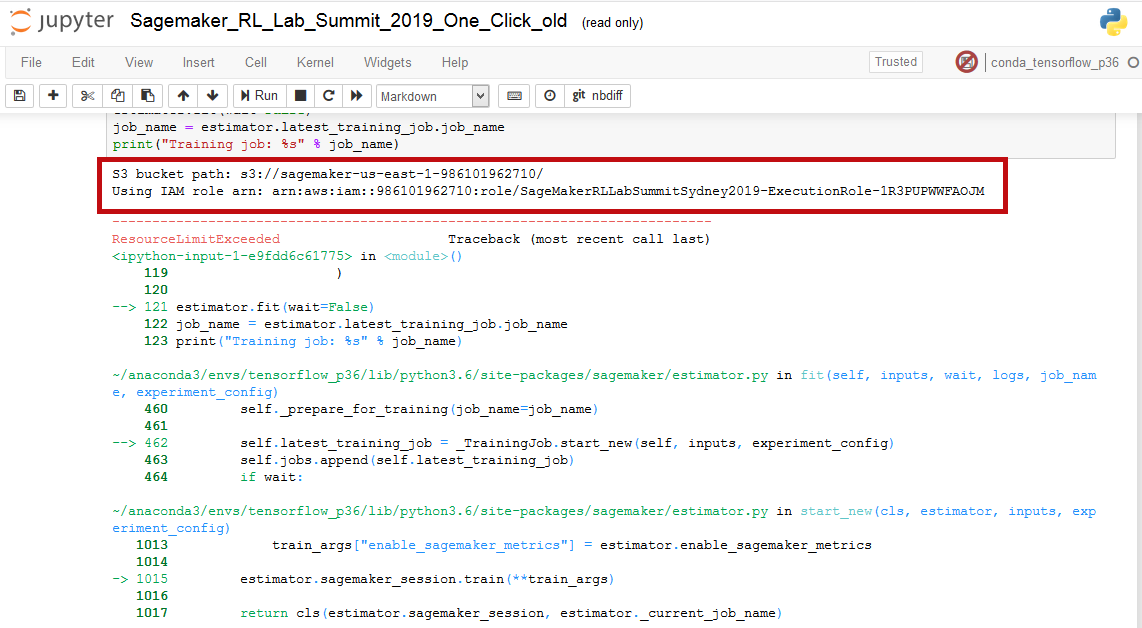 jupyter Sagemaker_RL_Lab_Summit_2019_One_Click_old (read only)
File Edit View Insert Cell Kernel Widgets Help Trusted conda_tensorflow_p36
Run Markdown git nbdiff
job_name = estimator.latest_training_job.job_name
print("Training job: %s" % job_name)
S3 bucket path: s3://sagemaker-us-east-1-986101962710/
Using IAM role arn: arn:aws:iam::986101962710:role/SageMakerRLLabSummitSydney2019-ExecutionRole-1R3PUPWWFAOJM
---------------------------------------------------------------------------
ResourceLimitExceeded                     Traceback (most recent call last)
<ipython-input-1-e9fdd6c61775> in <module>()
    119                     )
    120
--> 121 estimator.fit(wait=False)
    122 job_name = estimator.latest_training_job.job_name
    123 print("Training job: %s" % job_name)
~/anaconda3/envs/tensorflow_p36/lib/python3.6/site-packages/sagemaker/estimator.py in fit(self, inputs, wait, logs, job_nam
e, experiment_config)
    460         self._prepare_for_training(job_name=job_name)
    461
--> 462         self.latest_training_job = _TrainingJob.start_new(self, inputs, experiment_config)
    463         self.jobs.append(self.latest_training_job)
    464         if wait:
~/anaconda3/envs/tensorflow_p36/lib/python3.6/site-packages/sagemaker/estimator.py in start_new(cls, estimator, inputs, exp
eriment_config)
   1013             train_args["enable_sagemaker_metrics"] = estimator.enable_sagemaker_metrics
   1014
-> 1015         estimator.sagemaker_session.train(**train_args)
   1016
   1017         return cls(estimator.sagemaker_session, estimator._current_job_name)